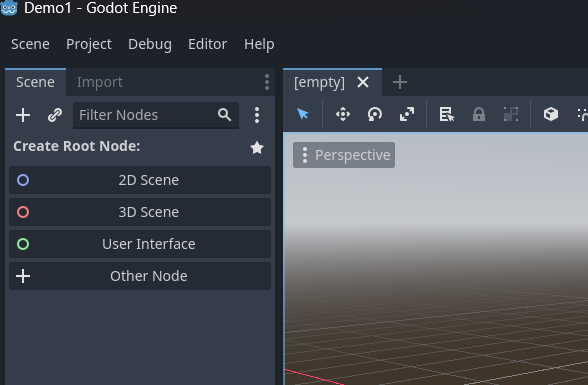 Demo1 - Godot Engine
Scene Project Debug Editor Help
Scene Import
[empty]
Filter Nodes
Create Root Node:
Perspective
2D Scene
3D Scene
User Interface
Other Node